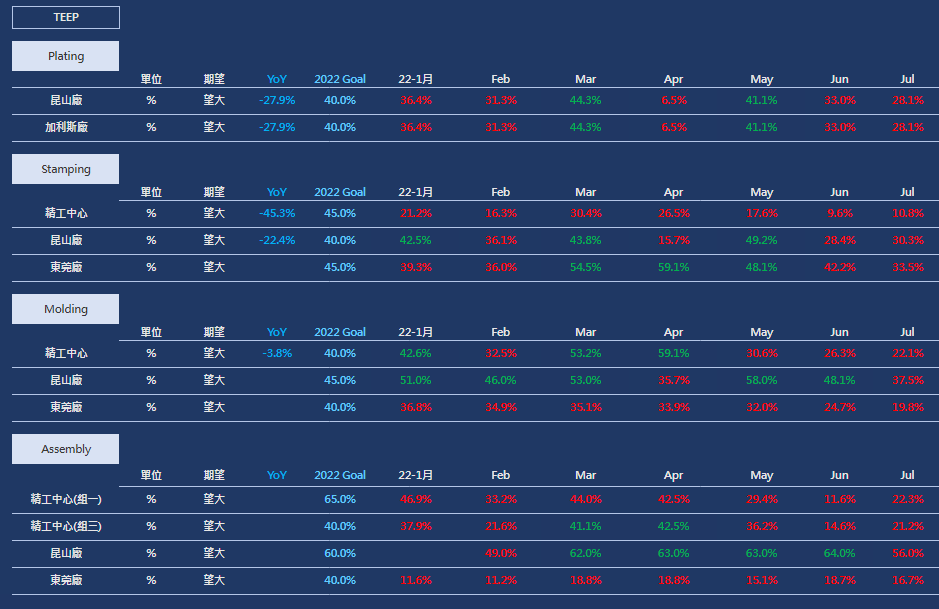 TEEP
Plating
單位 期望 YoY 2022 Goal 22-1月 Feb Mar Apr May Jun Jul
昆山廠 % 望大 -27.9% 40.0% 36.4% 31.3% 44.3% 6.5% 41.1% 33.0% 28.1%
加利斯廠 % 望大 -27.9% 40.0% 36.4% 31.3% 44.3% 6.5% 41.1% 33.0% 28.1%
Stamping
單位 期望 YoY 2022 Goal 22-1月 Feb Mar Apr May Jun Jul
精工中心 % 望大 -45.3% 45.0% 21.2% 16.3% 30.4% 26.5% 17.6% 9.6% 10.8%
昆山廠 % 望大 -22.4% 40.0% 42.5% 36.1% 43.8% 15.7% 49.2% 28.4% 30.3%
東莞廠 % 望大 45.0% 39.3% 36.0% 54.5% 59.1% 48.1% 42.2% 33.5%
Molding
單位 期望 YoY 2022 Goal 22-1月 Feb Mar Apr May Jun Jul
精工中心 % 望大 -3.8% 40.0% 42.6% 32.5% 53.2% 59.1% 30.6% 26.3% 22.1%
昆山廠 % 望大 45.0% 51.0% 46.0% 53.0% 35.7% 58.0% 48.1% 37.5%
東莞廠 % 望大 40.0% 36.8% 34.9% 35.1% 33.9% 32.0% 24.7% 19.8%
Assembly
單位 期望 YoY 2022 Goal 22-1月 Feb Mar Apr May Jun Jul
精工中心(组一) % 望大 65.0% 46.9% 33.2% 44.0% 42.5% 29.4% 11.6% 22.3%
精工中心(组三) % 望大 40.0% 37.9% 21.6% 41.1% 42.5% 36.2% 14.6% 21.2%
昆山廠 % 望大 60.0% 49.0% 62.0% 63.0% 63.0% 64.0% 56.0%
東莞廠 % 望大 40.0% 11.6% 11.2% 18.8% 18.8% 15.1% 18.7% 16.7%